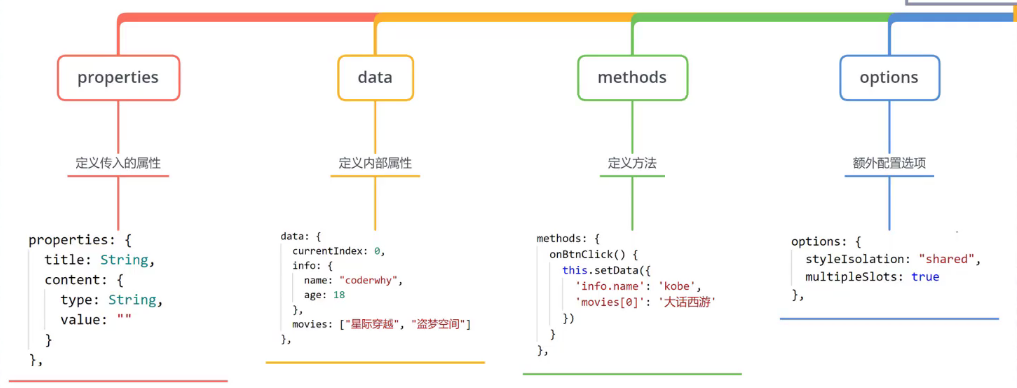 properties
定义传入的属性
properties: {
title: String,
content: {
type: String,
value: ""
}
},
data
定义内部属性
data: {
currentIndex: 0,
info: {
name: "coderwhy",
age: 18
},
movies: ["星际穿越", "盗梦空间"]
},
methods
定义方法
methods: {
onBtnClick() {
this.setData({
'info.name': 'kobe',
'movies[0]': '大话西游'
})
}
},
options
额外配置选项
options: {
styleIsolation: "shared",
multipleSlots: true
},